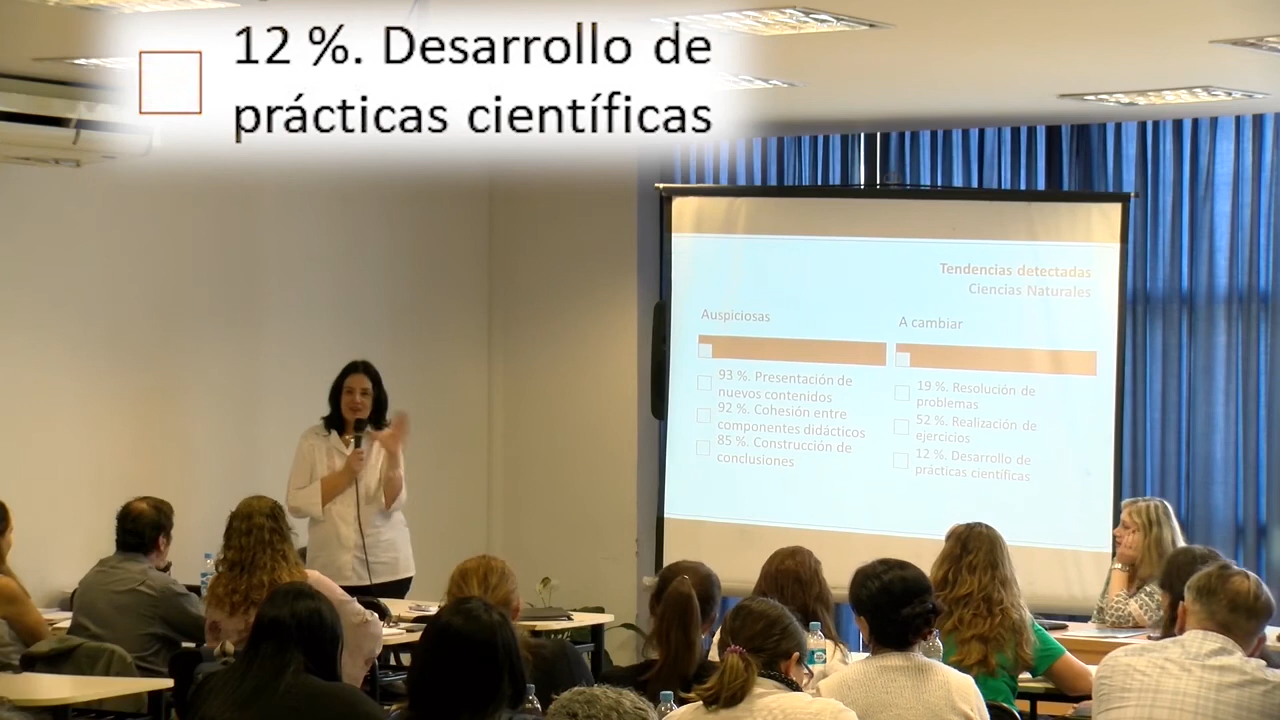 12 %. Desarrollo de
prácticas científicas
Tendencias detectadas
Ciencias Naturales
Auspiciosas
93 %. Presentación de
nuevos contenidos
92 %. Cohesión entre
componentes didácticos
85 %. Construcción de
conclusiones
A cambiar
19 %. Resolución de
problemas
52 %. Realización de
ejercicios
12 %. Desarrollo de
prácticas científicas